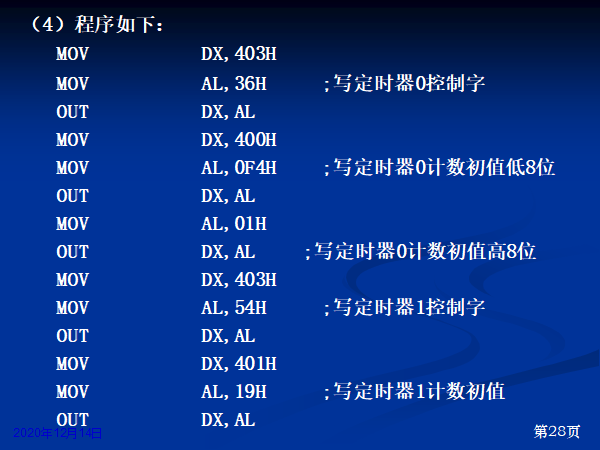 （4）程序如下：
MOV DX,403H
MOV AL,36H ;写定时器0控制字
OUT DX,AL
MOV DX,400H
MOV AL,0F4H ;写定时器0计数初值低8位
OUT DX,AL
MOV AL,01H
OUT DX,AL ;写定时器0计数初值高8位
MOV DX,403H
MOV AL,54H ;写定时器1控制字
OUT DX,AL
MOV DX,401H
MOV AL,19H ;写定时器1计数初值
OUT DX,AL
2020年12月14日 第28页